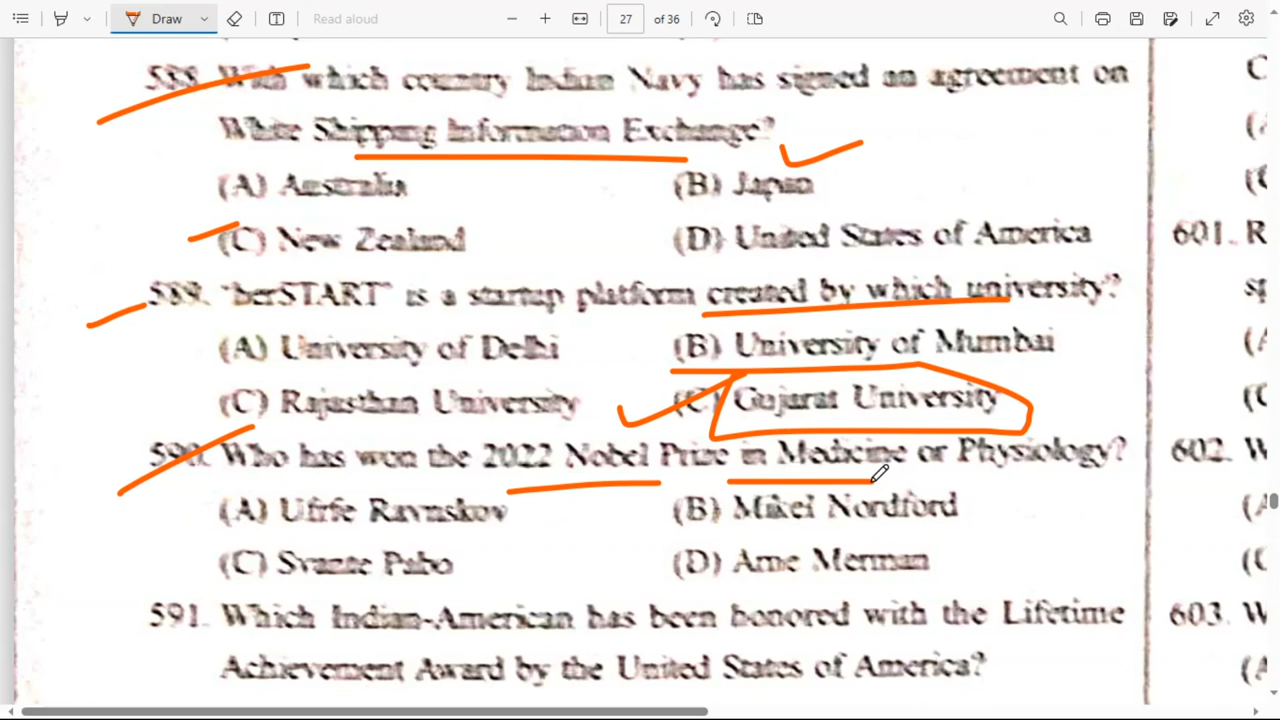 Draw
Read aloud
27 of 36
588. With which country Indian Navy has signed an agreement on
White Shipping Information Exchange?
(A) Australia (B) Japan
(C) New Zealand (D) United States of America
589. "herSTART" is a startup platform created by which university?
(A) University of Delhi (B) University of Mumbai
(C) Rajasthan University (C) Gujarat University
590. Who has won the 2022 Nobel Prize in Medicine or Physiology?
(A) Ufrfe Ravnskov (B) Mikel Nordford
(C) Svante Pabo (D) Arne Merman
591. Which Indian-American has been honored with the Lifetime
Achievement Award by the United States of America?
C
(A
601. R
sp
(A
(C
602. W
(A
(C
603. W
(A